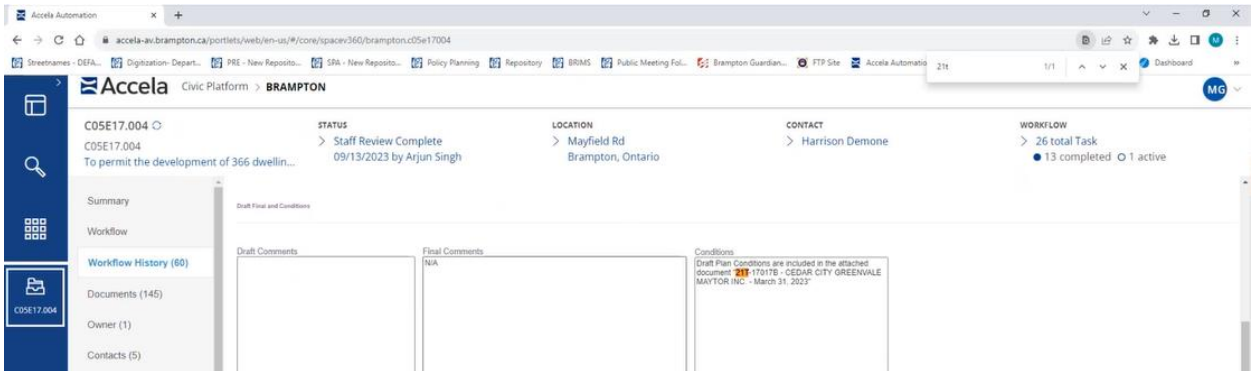 Accela Automation
accela-av.brampton.ca/portlets/web/en-us/#/core/spacev360/brampton.c05e17004
Streetnames - DEFA... Digitization- Depart... PRE - New Reposito... SPA - New Reposito... Policy Planning Repository BRIMS Public Meeting Fol... Brampton Guardian... FTP Site Accela Automatio Dashboard
21t 1/1
Accela Civic Platform > BRAMPTON
MG
C05E17.004
C05E17.004
To permit the development of 366 dwellin...
STATUS
Staff Review Complete
09/13/2023 by Arjun Singh
LOCATION
Mayfield Rd
Brampton, Ontario
CONTACT
Harrison Demone
WORKFLOW
26 total Task
13 completed 1 active
C05E17.004
Summary
Workflow
Workflow History (60)
Documents (145)
Owner (1)
Contacts (5)
Draft Final and Conditions
Draft Comments
Final Comments
N/A
Conditions
Draft Plan Conditions are included in the attached
document "21T-17017B - CEDAR CITY GREENVALE
MAYTOR INC. - March 31, 2023"